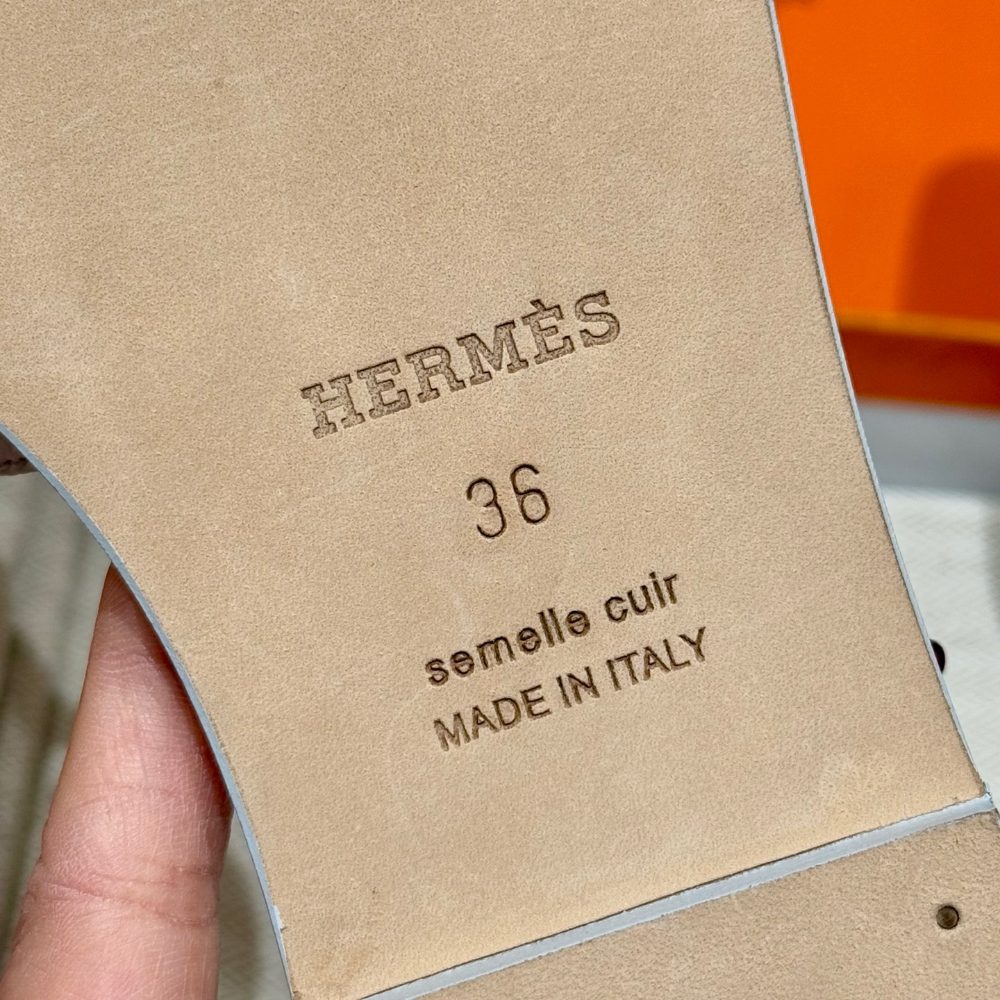 HERMÈS
36
semelle cuir
MADE IN ITALY